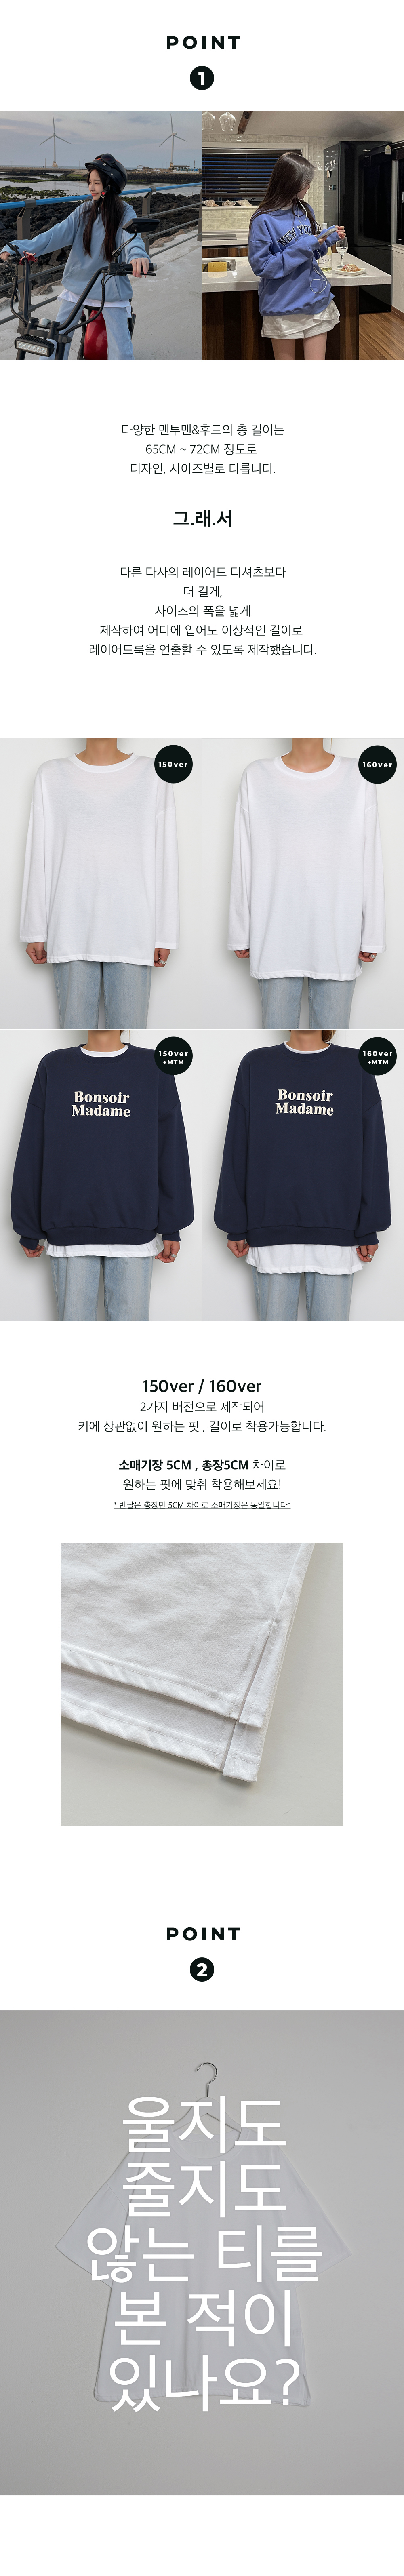 POINT
1
NEW YO
다양한 맨투맨&후드의 총 길이는
65CM ~ 72CM 정도로
디자인, 사이즈별로 다릅니다.
그.래.서
다른 타사의 레이어드 티셔츠보다
더 길게,
사이즈의 폭을 넓게
제작하여 어디에 입어도 이상적인 길이로
레이어드룩을 연출할 수 있도록 제작했습니다.
150ver
160ver
150ver
+MTM
160ver
+MTM
Bonsoir
Madame
Bonsoir
Madame
150ver / 160ver
2가지 버전으로 제작되어
키에 상관없이 원하는 핏 , 길이로 착용가능합니다.
소매기장 5CM , 총장5CM 차이로
원하는 핏에 맞춰 착용해보세요!
* 반팔은 총장만 5CM 차이로 소매기장은 동일합니다*
POINT
2
울지도
줄지도
않는 티를
본 적이
있나요?